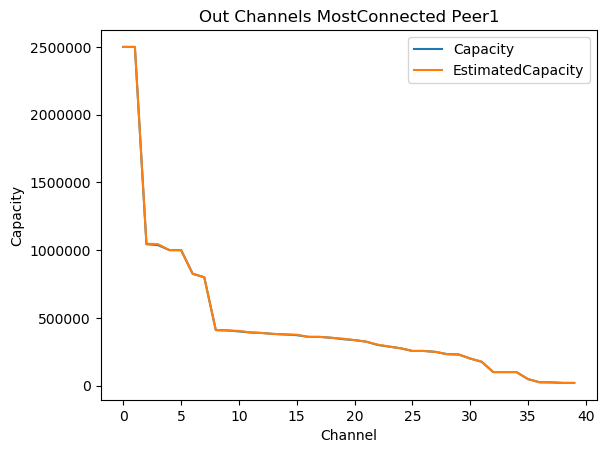 Out Channels MostConnected Peer1
Capacity
EstimatedCapacity
2500000
2000000
1500000
1000000
500000
0
Capacity
0 5 10 15 20 25 30 35 40
Channel